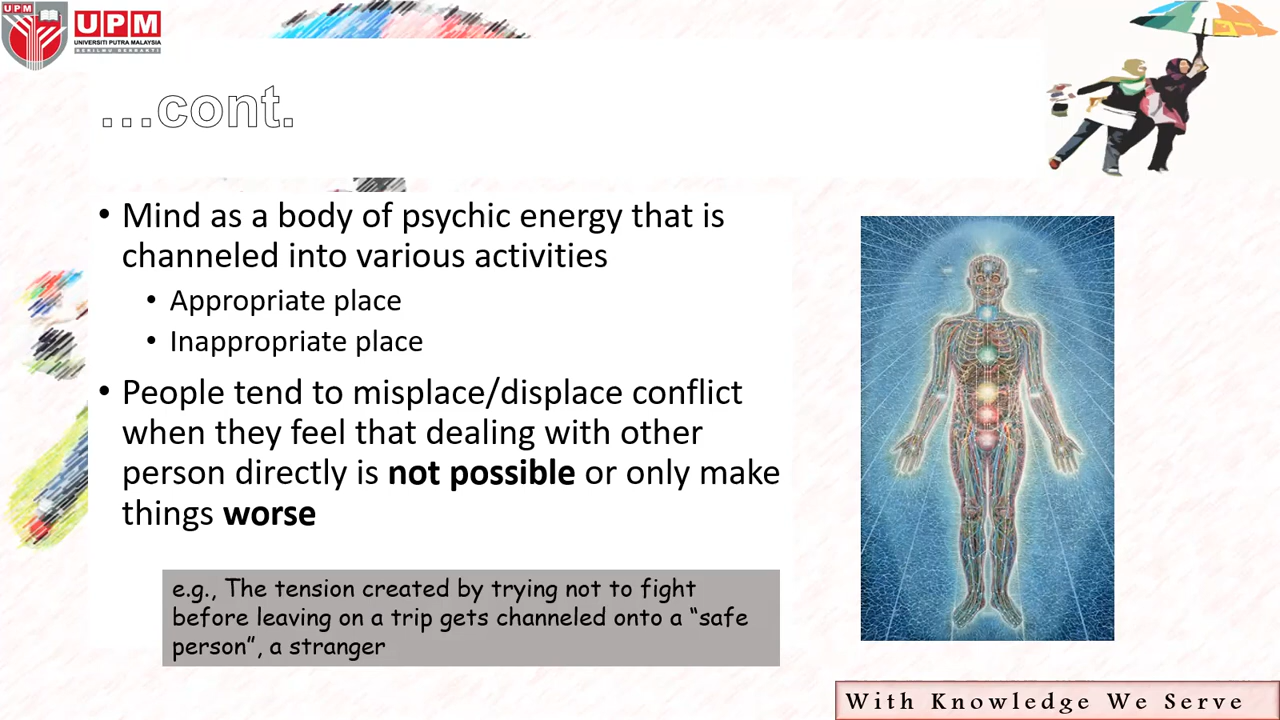 UPM
UPM
UNIVERSITI PUTRA MALAYSIA
BERILMU BERBAKTI
...cont.
• Mind as a body of psychic energy that is
channeled into various activities
• Appropriate place
• Inappropriate place
• People tend to misplace/displace conflict
when they feel that dealing with other
person directly is not possible or only make
things worse
e.g., The tension created by trying not to fight
before leaving on a trip gets channeled onto a “safe
person”, a stranger
With Knowledge We Serve